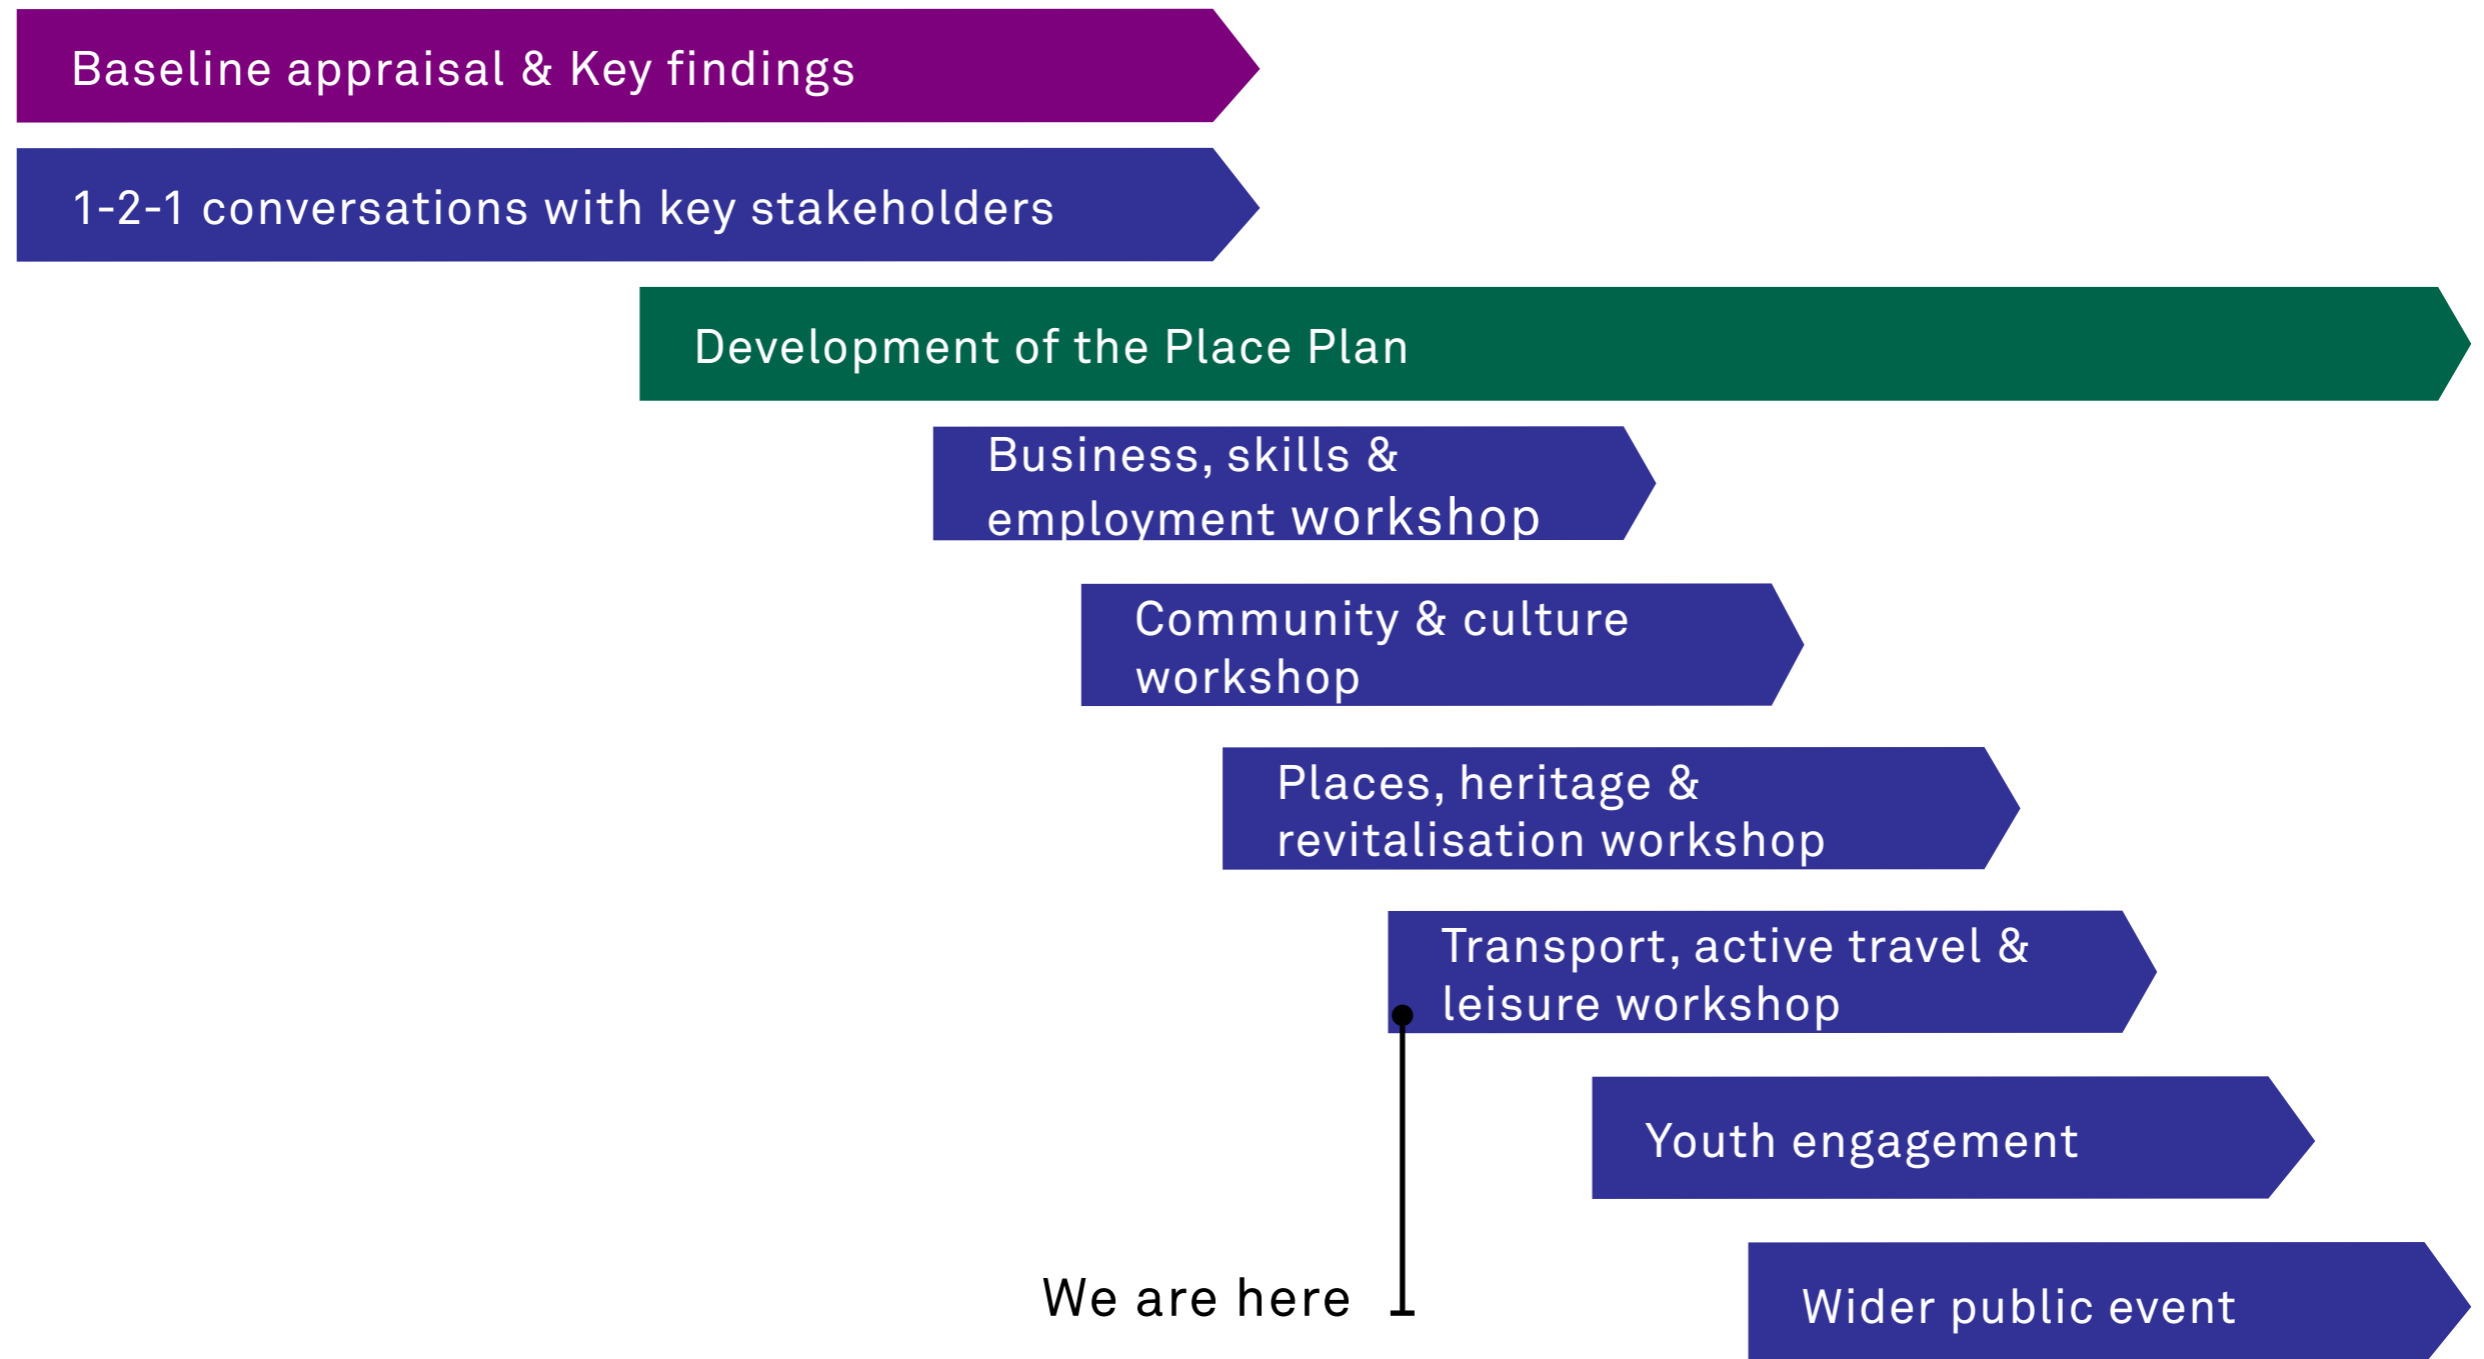 Baseline appraisal & Key findings
1-2-1 conversations with key stakeholders
Development of the Place Plan
Business, skills &
employment workshop
Community & culture
workshop
Places, heritage &
revitalisation workshop
Transport, active travel &
leisure workshop
Youth engagement
We are here
Wider public event